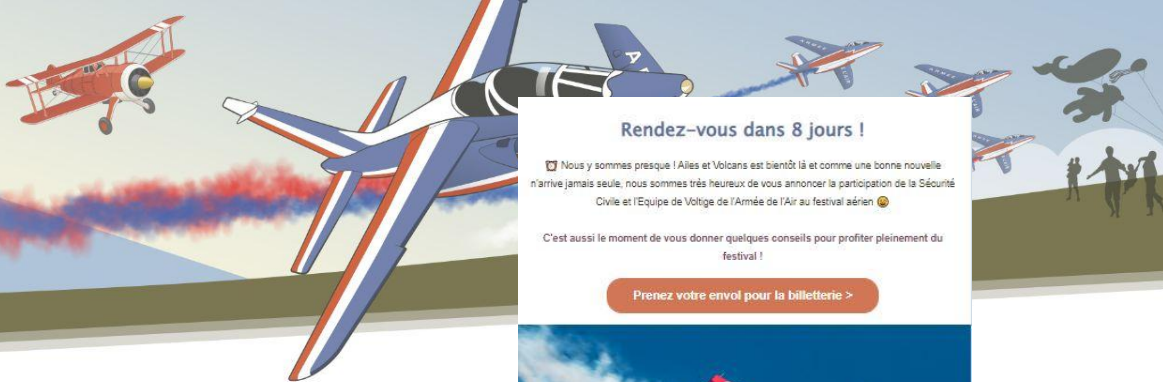 Rendez-vous dans 8 jours !
Nous y sommes presque ! Ailes et Volcans est bientôt là et comme une bonne nouvelle
n'arrive jamais seule, nous sommes très heureux de vous annoncer la participation de la Sécurité
Civile et l'Equipe de Voltige de l'Armée de l'Air au festival aérien
C'est aussi le moment de vous donner quelques conseils pour profiter pleinement du
festival !
Prenez votre envol pour la billetterie >